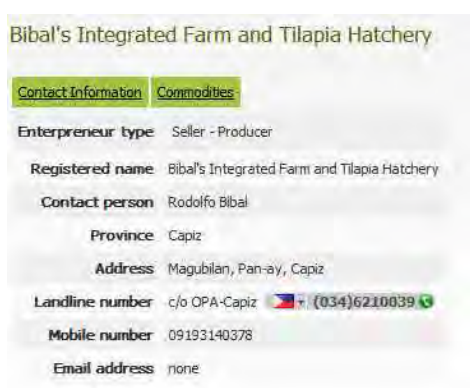 Bibal's Integrated Farm and Tilapia Hatchery
Contact Information Commodities
Enterpreneur type Seller - Producer
Registered name Bibal's Integrated Farm and Tilapia Hatchery
Contact person Rodolfo Bibal
Province Capiz
Address Magubilan, Pan-ay, Capiz
Landline number c/o OPA-Capiz (034)6210039
Mobile number 09193140378
Email address none